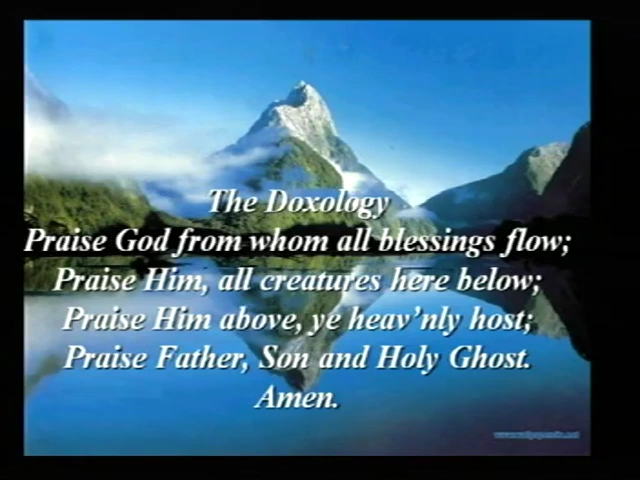 The Doxology
Praise God from whom all blessings flow;
Praise Him, all creatures here below;
Praise Him above, ye heav’nly host;
Praise Father, Son and Holy Ghost.
Amen.